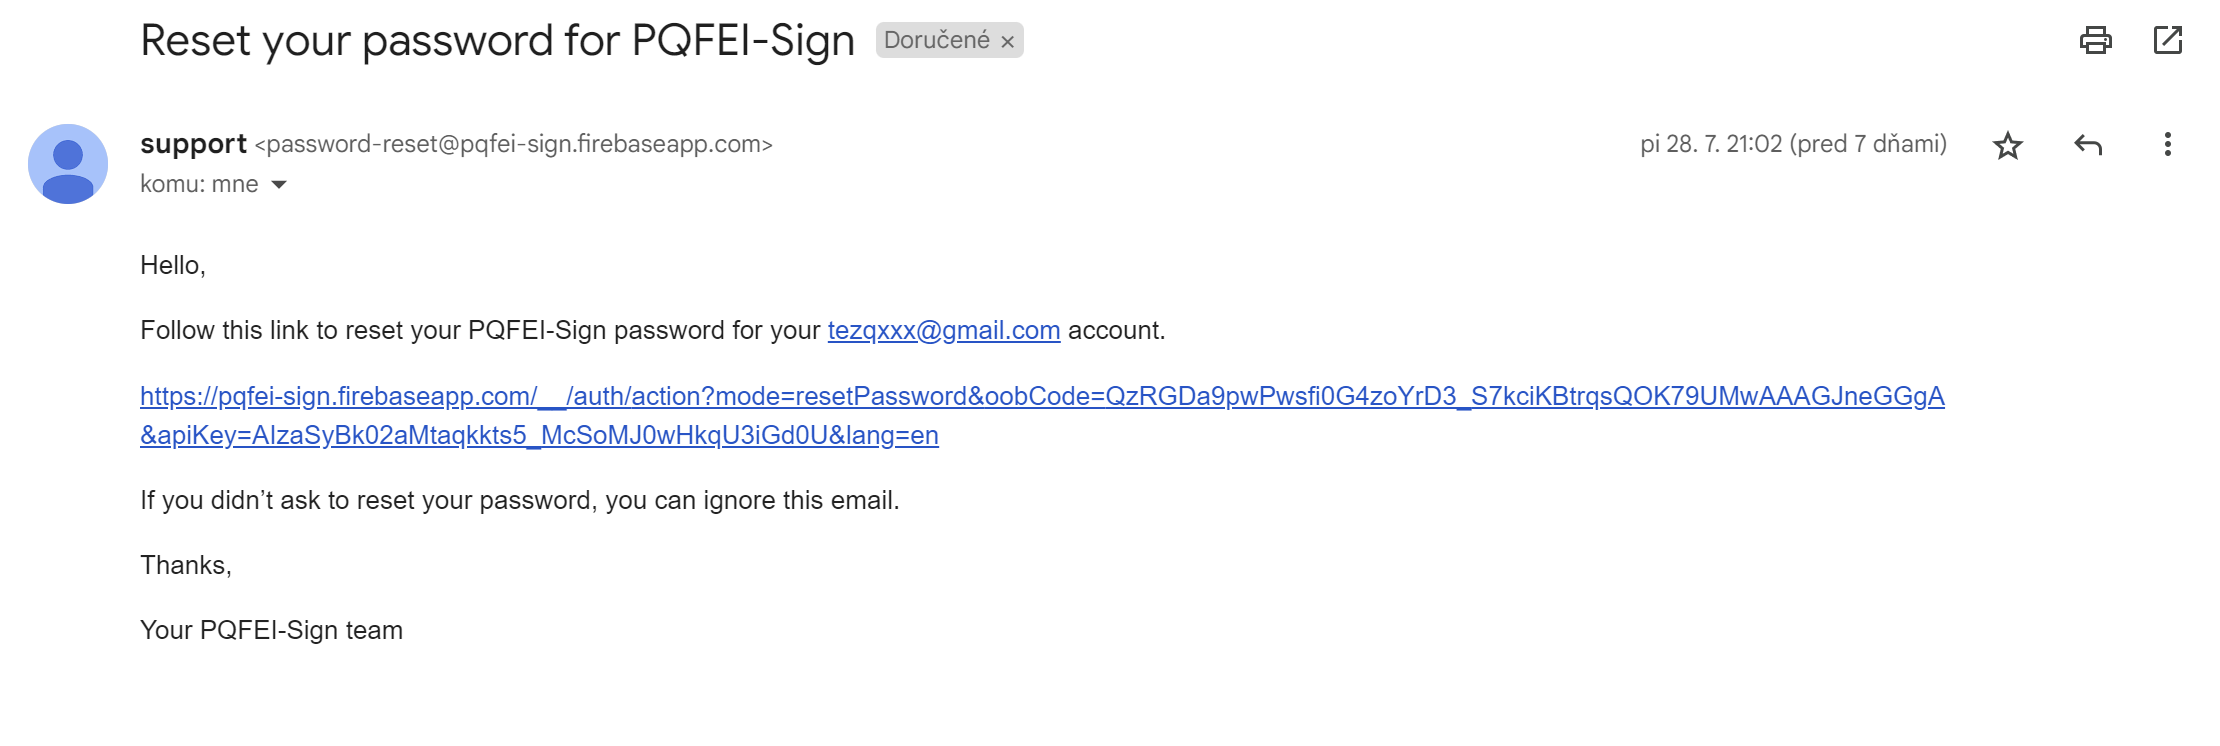 Reset your password for PQFEI-Sign Doručené ×
support <password-reset@pqfei-sign.firebaseapp.com> pi 28. 7. 21:02 (pred 7 dňami)
komu: mne
Hello,
Follow this link to reset your PQFEI-Sign password for your tezqxxx@gmail.com account.
https://pqfei-sign.firebaseapp.com/__/auth/action?mode=resetPassword&oobCode=QzRGDa9pwPwsfi0G4zoYrD3_S7kciKBtrqsQOK79UMwAAAGJneGGgA
&apiKey=AIzaSyBk02aMtaqkkts5_McSoMJ0wHkqU3iGd0U&lang=en
If you didn’t ask to reset your password, you can ignore this email.
Thanks,
Your PQFEI-Sign team